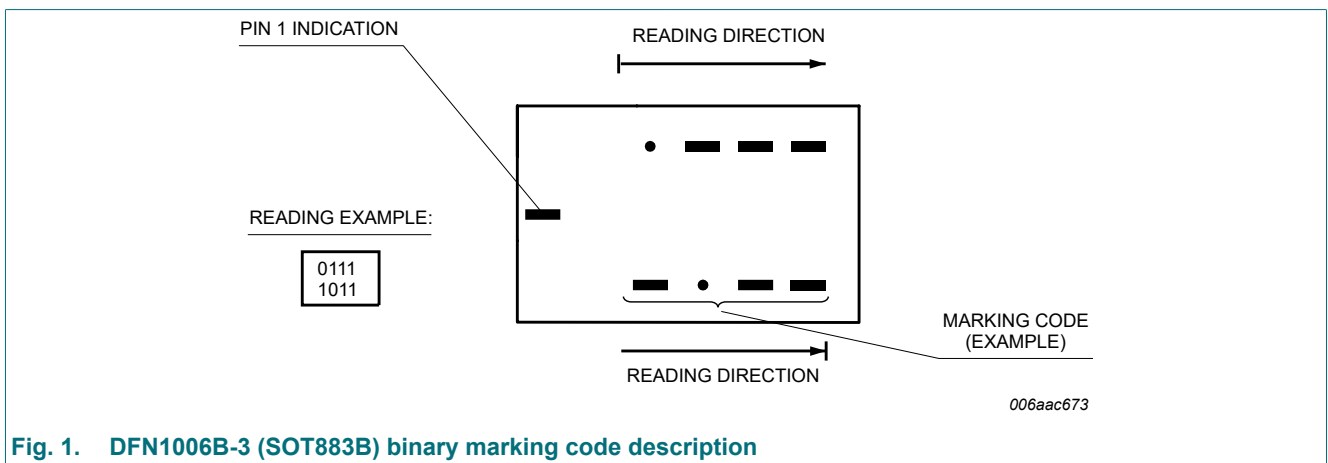 PIN 1 INDICATION
READING DIRECTION
READING EXAMPLE:
0111
1011
MARKING CODE
(EXAMPLE)
READING DIRECTION
006aac673
Fig. 1. DFN1006B-3 (SOT883B) binary marking code description